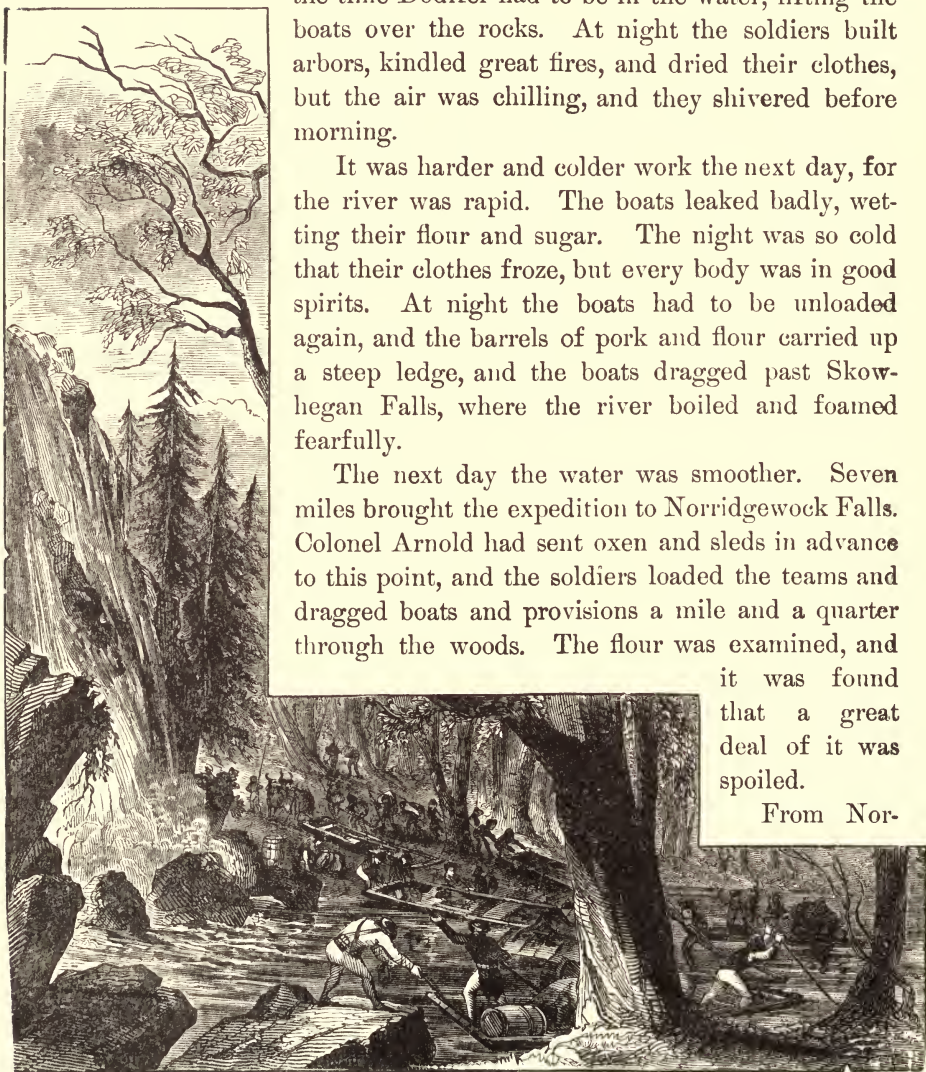 boats over the rocks. At night the soldiers built
arbors, kindled great fires, and dried their clothes,
but the air was chilling, and they shivered before
morning.
It was harder and colder work the next day, for
the river was rapid. The boats leaked badly, wet-
ting their flour and sugar. The night was so cold
that their clothes froze, but every body was in good
spirits. At night the boats had to be unloaded
again, and the barrels of pork and flour carried up
a steep ledge, and the boats dragged past Skow-
hegan Falls, where the river boiled and foamed
fearfully.
The next day the water was smoother. Seven
miles brought the expedition to Norridgewock Falls.
Colonel Arnold had sent oxen and sleds in advance
to this point, and the soldiers loaded the teams and
dragged boats and provisions a mile and a quarter
through the woods. The flour was examined, and
it was found
that a great
deal of it was
spoiled.
From Nor-